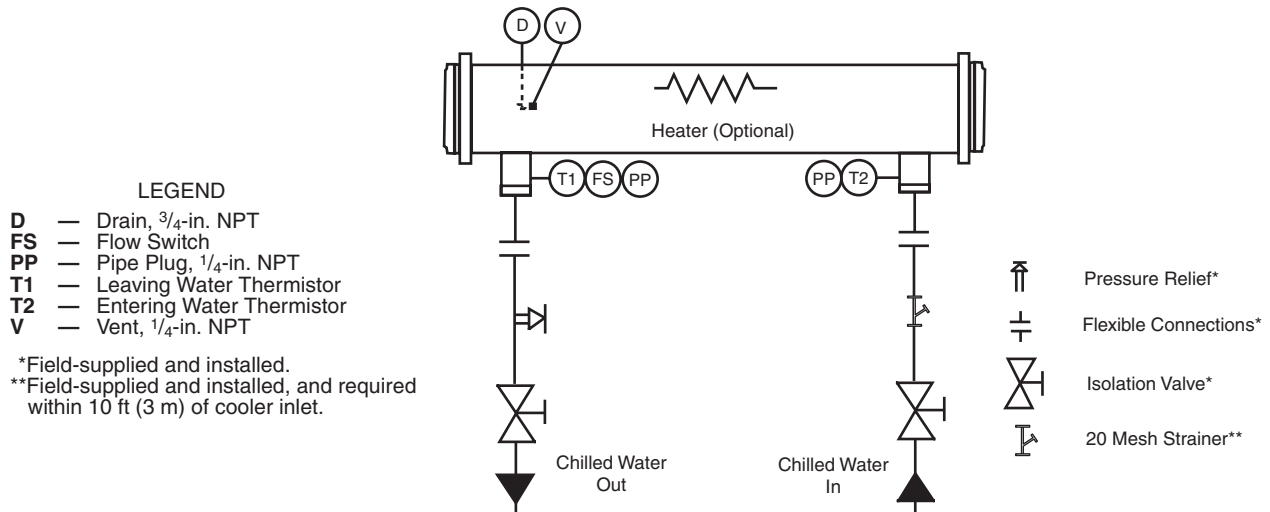 D V
Heater (Optional)
T1 FS PP
PP T2
LEGEND
D — Drain, 3/4-in. NPT
FS — Flow Switch
PP — Pipe Plug, 1/4-in. NPT
T1 — Leaving Water Thermistor
T2 — Entering Water Thermistor
V — Vent, 1/4-in. NPT
*Field-supplied and installed.
**Field-supplied and installed, and required
within 10 ft (3 m) of cooler inlet.
Chilled Water
Out
Chilled Water
In
Pressure Relief*
Flexible Connections*
Isolation Valve*
20 Mesh Strainer**